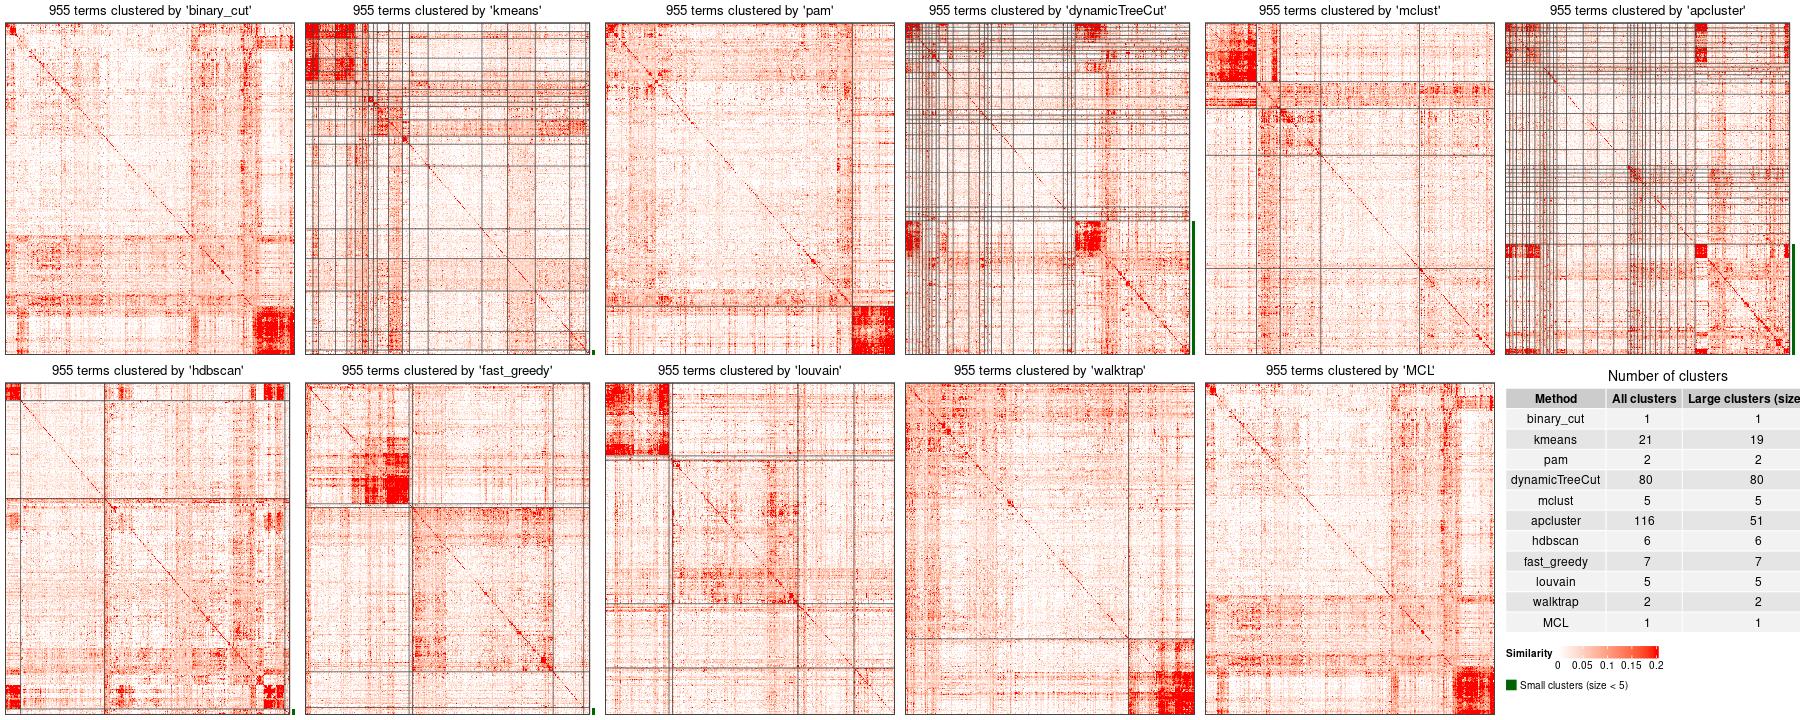 955 terms clustered by 'binary_cut'
955 terms clustered by 'kmeans'
955 terms clustered by 'pam'
955 terms clustered by 'dynamicTreeCut'
955 terms clustered by 'mclust'
955 terms clustered by 'apcluster'
955 terms clustered by 'hdbscan'
955 terms clustered by 'fast_greedy'
955 terms clustered by 'louvain'
955 terms clustered by 'walktrap'
955 terms clustered by 'MCL'
Number of clusters
Method All clusters Large clusters (size
binary_cut 1 1
kmeans 21 19
pam 2 2
dynamicTreeCut 80 80
mclust 5 5
apcluster 116 51
hdbscan 6 6
fast_greedy 7 7
louvain 5 5
walktrap 2 2
MCL 1 1
Similarity
0 0.05 0.1 0.15 0.2
Small clusters (size < 5)